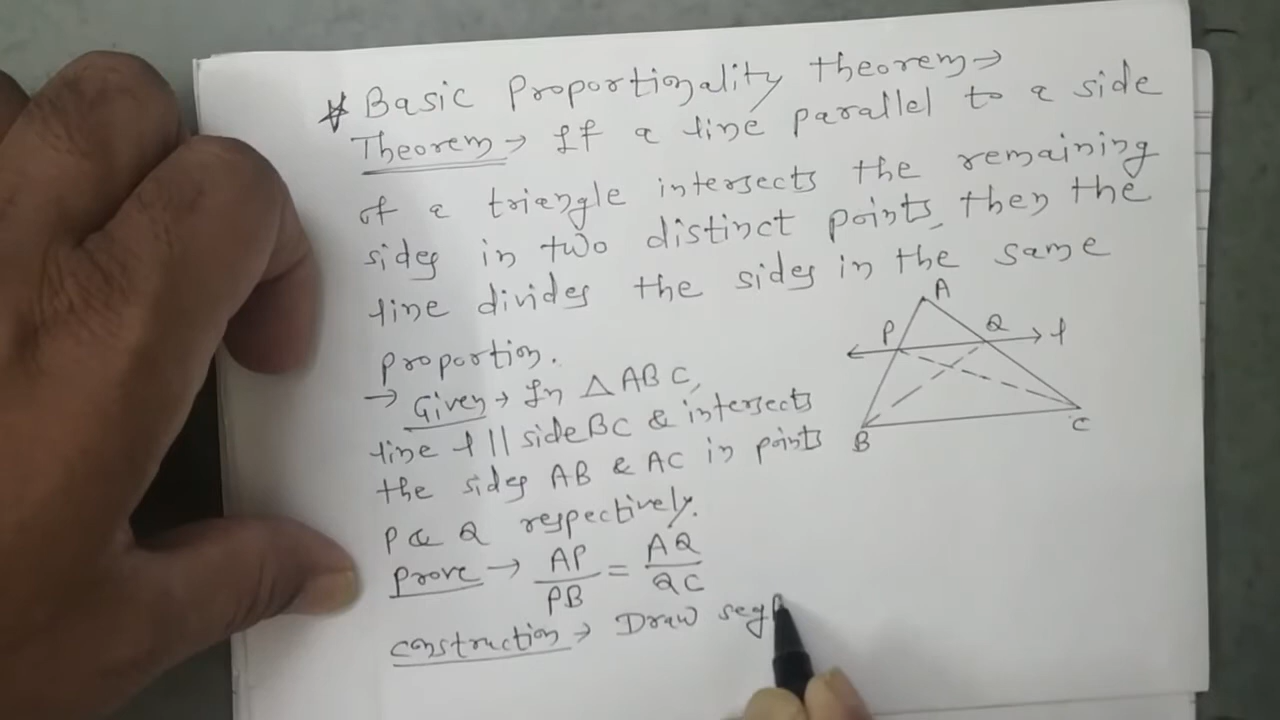 * Basic Proportionality theorem →
Theorem → If a line parallel to a side
of a triangle intersects the remaining
sides in two distinct points, then the
line divides the sides in the same
proportion.
→ Given → In △ABC,
line l || side BC & intersects
the sides AB & AC in points
P & Q respectively.
Prove → AP/PB = AQ/QC
construction → Draw seg
A
P
Q
l
B
C